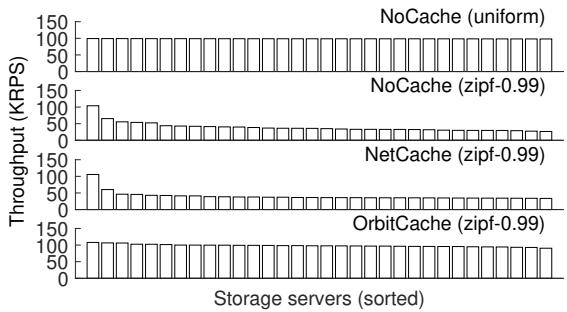 Throughput (KRPS)
NoCache (uniform)
150
100
50
0
NoCache (zipf-0.99)
150
100
50
0
NetCache (zipf-0.99)
150
100
50
0
OrbitCache (zipf-0.99)
150
100
50
0
Storage servers (sorted)